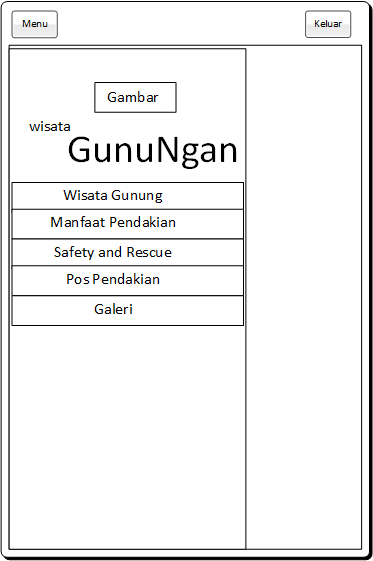 Menu
Keluar
Gambar
wisata
GunuNgan
Wisata Gunung
Manfaat Pendakian
Safety and Rescue
Pos Pendakian
Galeri